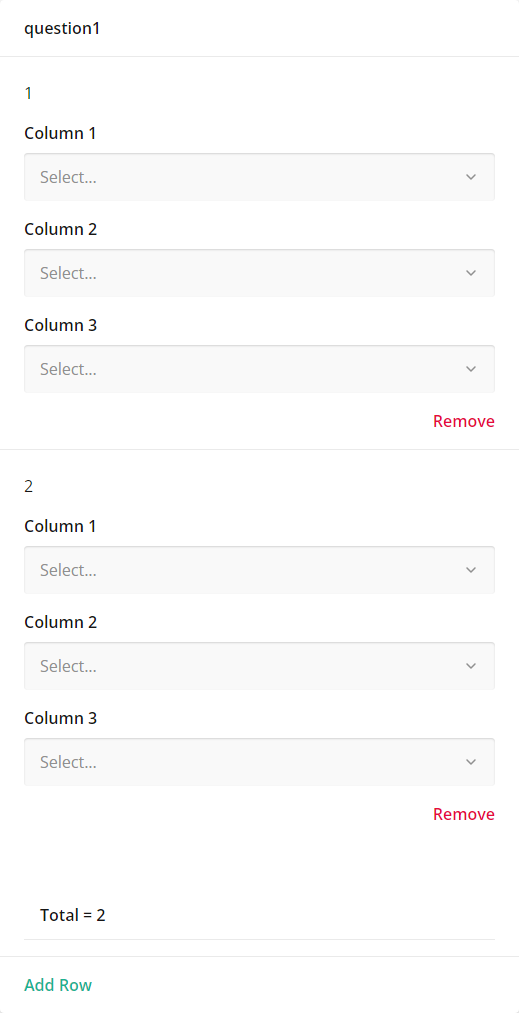 question1
1
Column 1
Select...
Column 2
Select...
Column 3
Select...
Remove
2
Column 1
Select...
Column 2
Select...
Column 3
Select...
Remove
Total = 2
Add Row